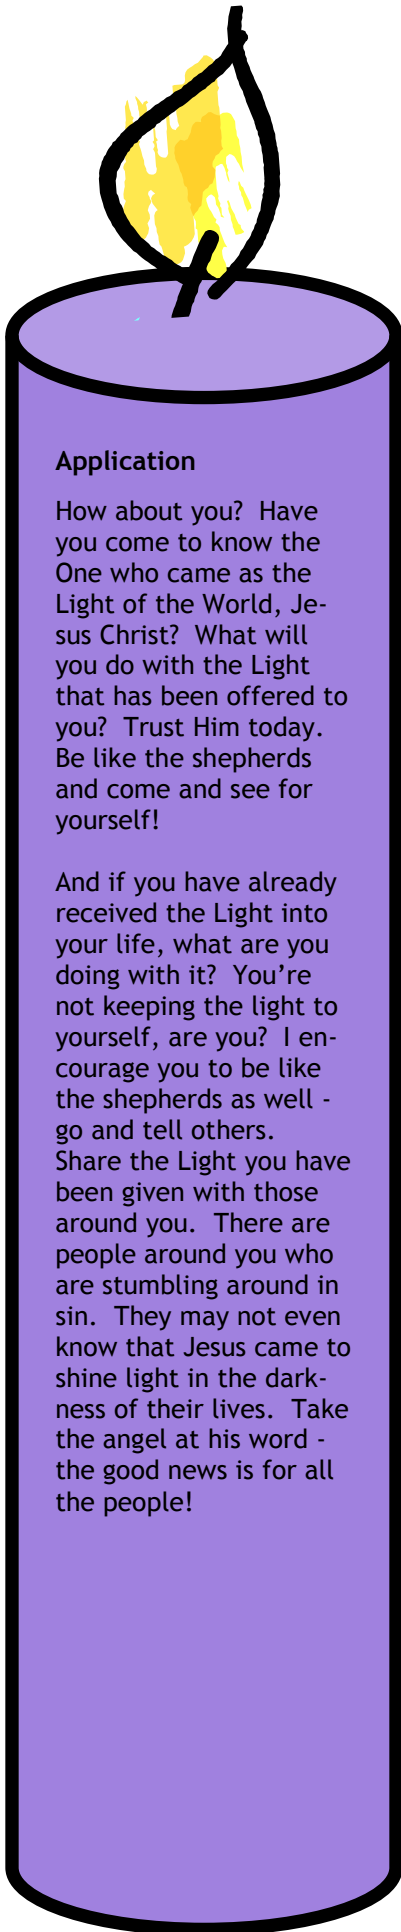 Application
How about you?  Have
you come to know the
One who came as the
Light of the World, Je-
sus Christ?  What will
you do with the Light
that has been offered to
you?  Trust Him today.
Be like the shepherds
and come and see for
yourself!
And if you have already
received the Light into
your life, what are you
doing with it?  You’re
not keeping the light to
yourself, are you?  I en-
courage you to be like
the shepherds as well -
go and tell others.
Share the Light you have
been given with those
around you.  There are
people around you who
are stumbling around in
sin.  They may not even
know that Jesus came to
shine light in the dark-
ness of their lives.  Take
the angel at his word -
the good news is for all
the people!